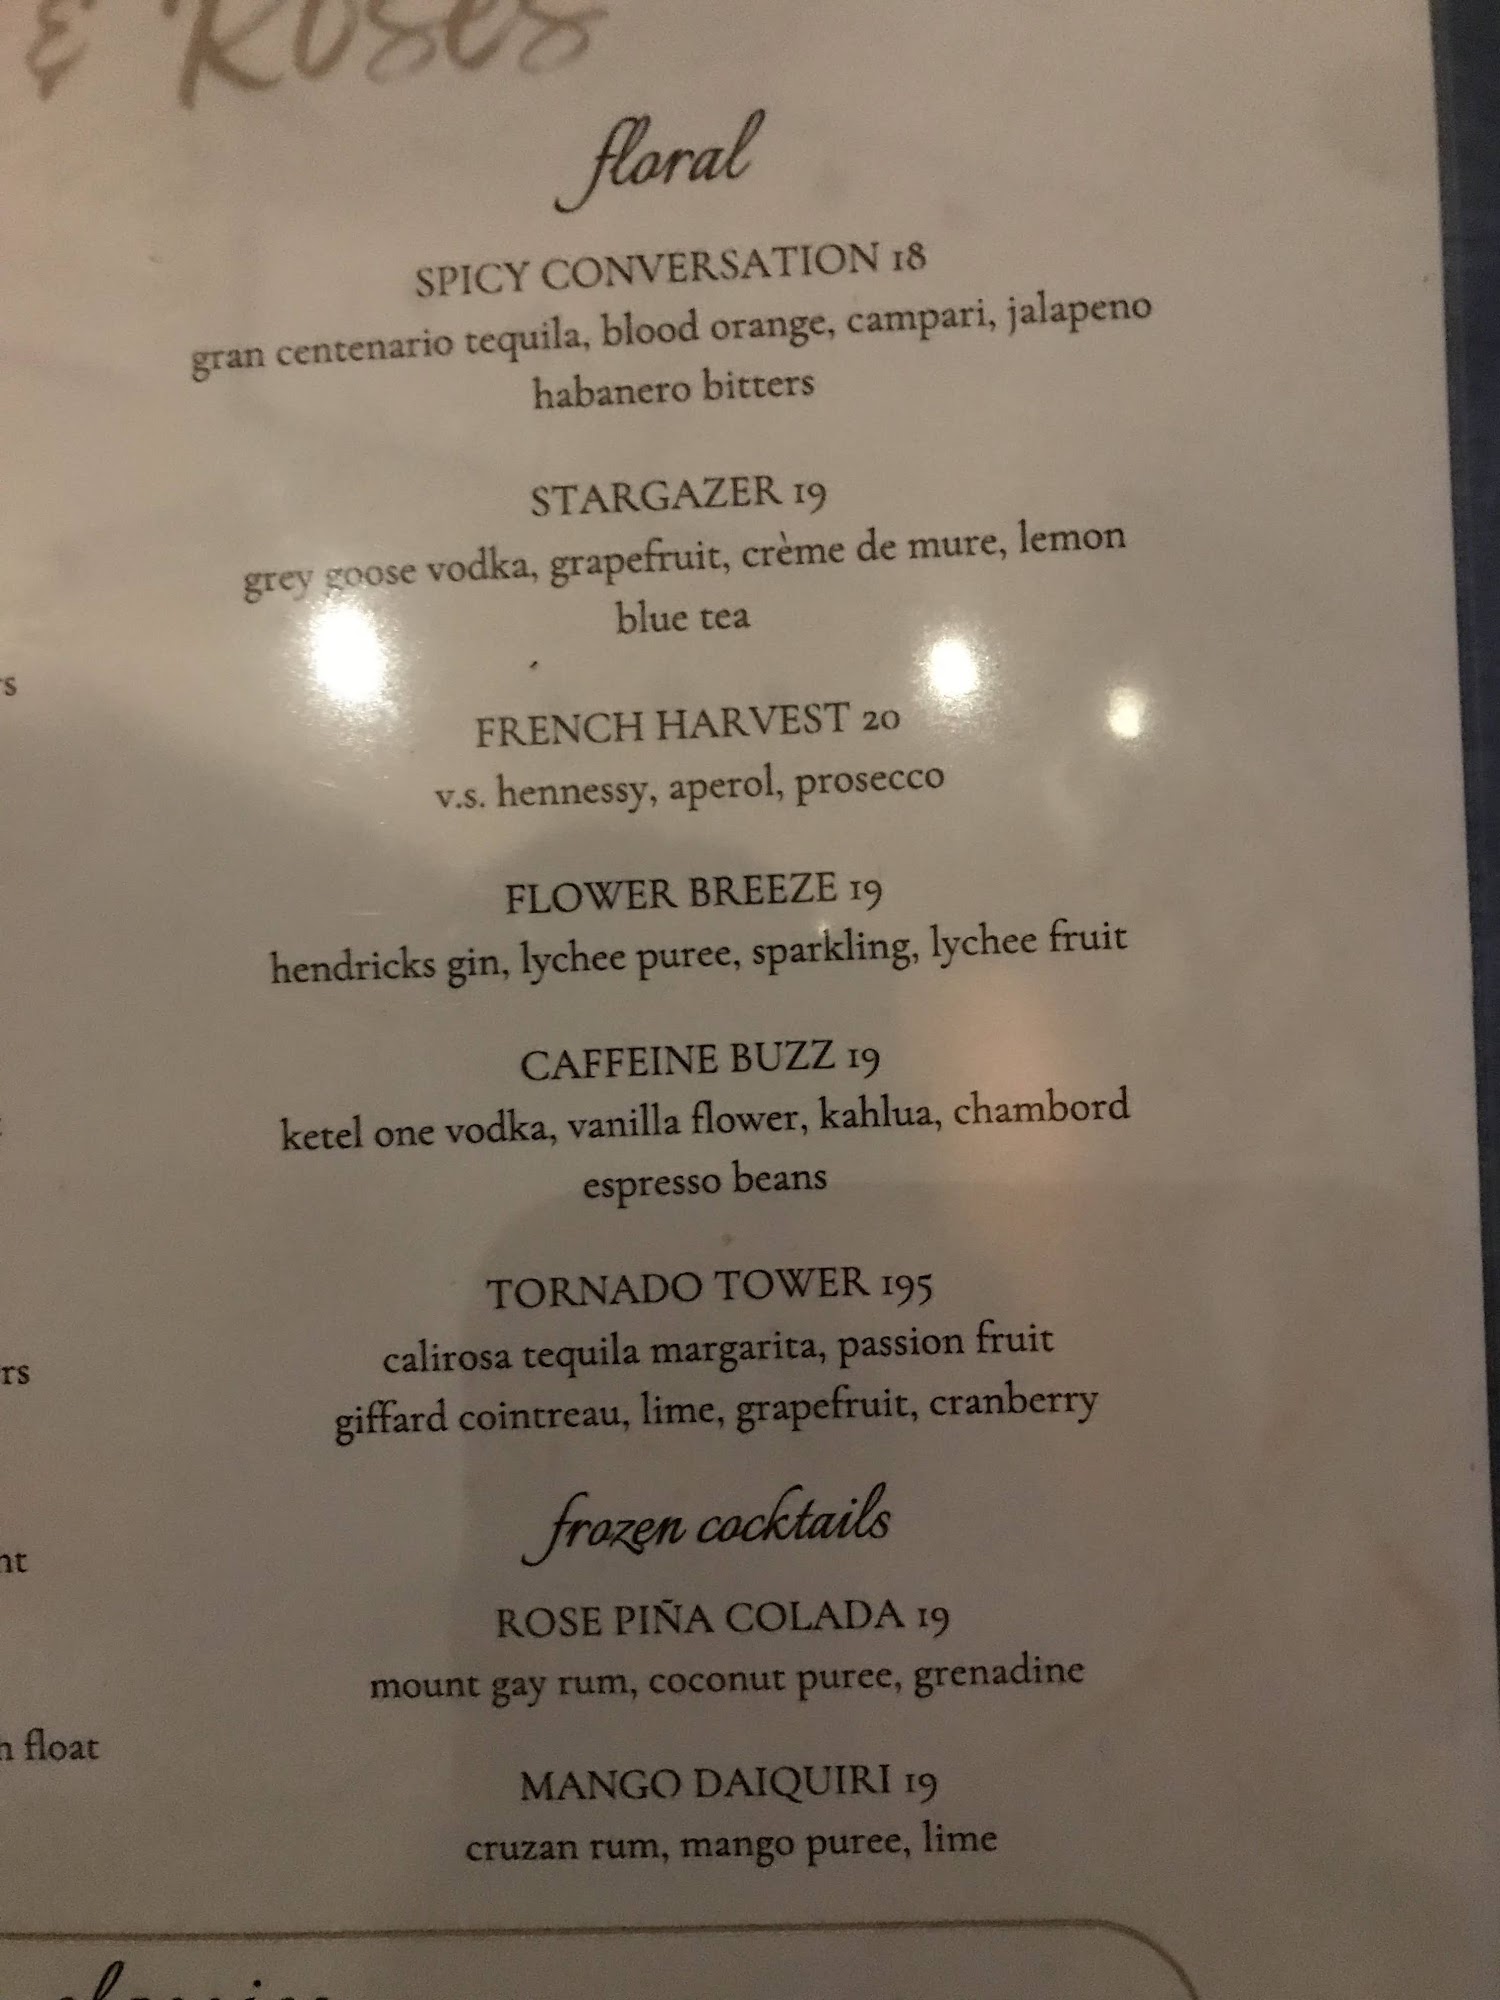 & Roses
floral
SPICY CONVERSATION 18
gran centenario tequila, blood orange, campari, jalapeno
habanero bitters
STARGAZER 19
grey goose vodka, grapefruit, crème de mure, lemon
blue tea
FRENCH HARVEST 20
v.s. hennessy, aperol, prosecco
FLOWER BREEZE 19
hendricks gin, lychee puree, sparkling, lychee fruit
CAFFEINE BUZZ 19
ketel one vodka, vanilla flower, kahlua, chambord
espresso beans
TORNADO TOWER 195
calirosa tequila margarita, passion fruit
giffard cointreau, lime, grapefruit, cranberry
frozen cocktails
ROSE PIÑA COLADA 19
mount gay rum, coconut puree, grenadine
float
MANGO DAIQUIRI 19
cruzan rum, mango puree, lime